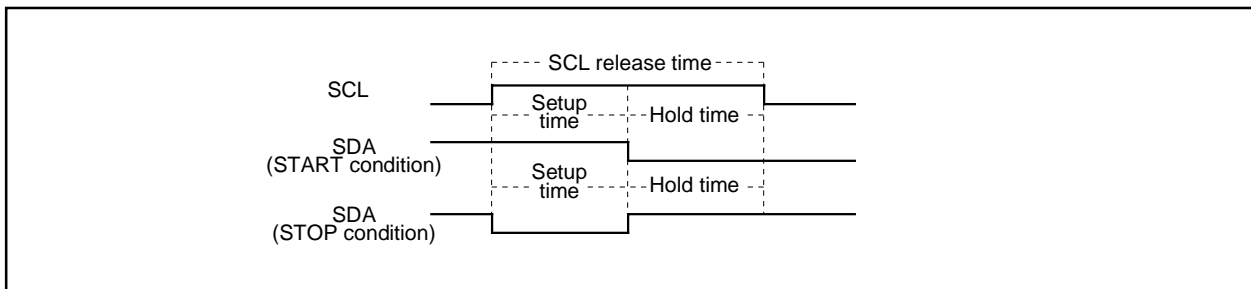 SCL release time
SCL
Setup
time
Hold time
SDA
(START condition)
Setup
time
Hold time
SDA
(STOP condition)